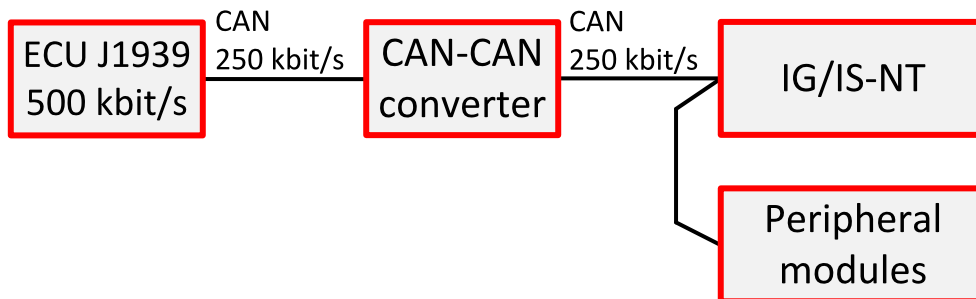 ECU J1939
500 kbit/s
CAN
250 kbit/s
CAN-CAN
converter
CAN
250 kbit/s
IG/IS-NT
Peripheral
modules